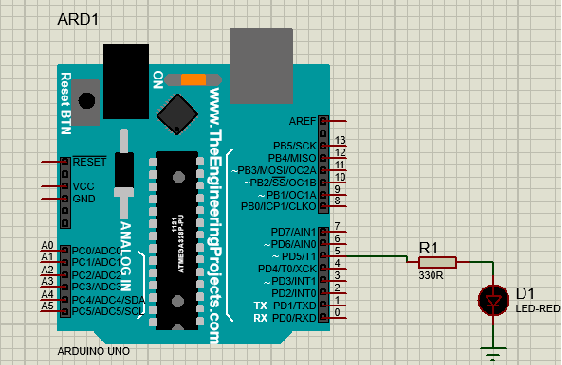 ARD1
Reset BTN
ON
www.TheEngineeringProjects.com
ANALOG IN
1121
ATMEGA328P-PU
RESET
VCC
GND
A0 PC0/ADC0
A1 PC1/ADC1
A2 PC2/ADC2
A3 PC3/ADC3
A4 PC4/ADC4/SDA
A5 PC5/ADC5/SCL
AREF
PB5/SCK 13
PB4/MISO 12
~PB3/MOSI/OC2A 11
~PB2/SS/OC1B 10
~PB1/OC1A 9
PB0/ICP1/CLKO 8
PD7/AIN1 7
~PD6/AIN0 6
~PD5/T1 5
PD4/T0/XCK 4
~PD3/INT1 3
PD2/INT0 2
TX PD1/TXD 1
RX PD0/RXD 0
ARDUINO UNO
R1
330R
D1
LED-RED